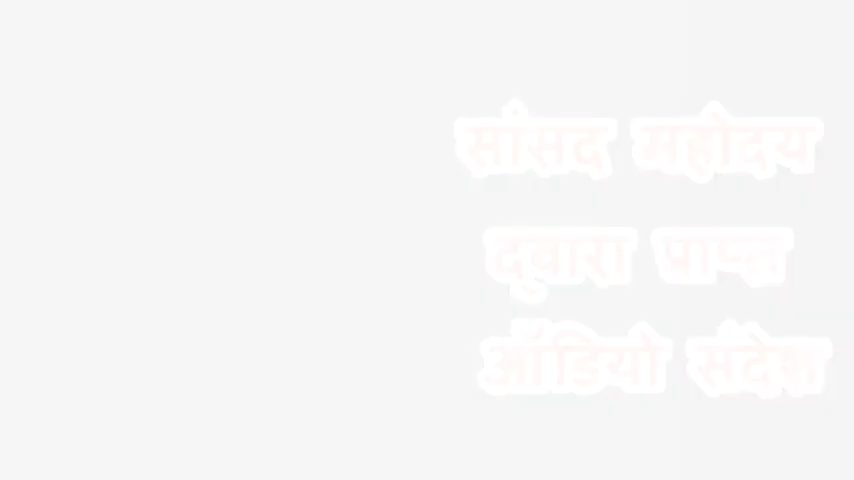 सांसद महोदय
द्वारा प्राप्त
ऑडियो संदेश